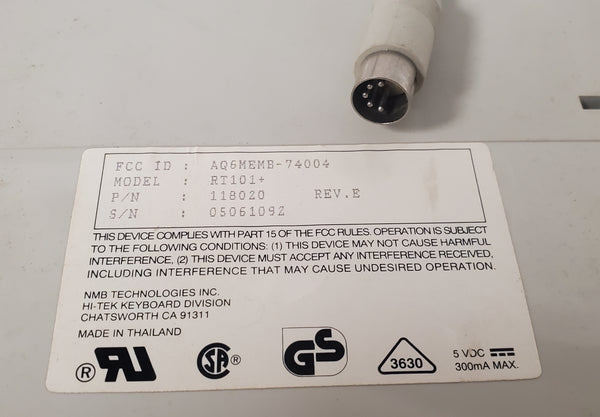 FCC ID : AQ6MEMB-74004
MODEL : RT101+
P/N : 118020 REV.E
S/N : 0506109Z
THIS DEVICE COMPLIES WITH PART 15 OF THE FCC RULES. OPERATION IS SUBJECT
TO THE FOLLOWING CONDITIONS: (1) THIS DEVICE MAY NOT CAUSE HARMFUL
INTERFERENCE, (2) THIS DEVICE MUST ACCEPT ANY INTERFERENCE RECEIVED,
INCLUDING INTERFERENCE THAT MAY CAUSE UNDESIRED OPERATION.
NMB TECHNOLOGIES INC.
HI-TEK KEYBOARD DIVISION
CHATSWORTH CA 91311
MADE IN THAILAND
® RU SA ® GS 3630 5 VDC ⎓
300mA MAX.